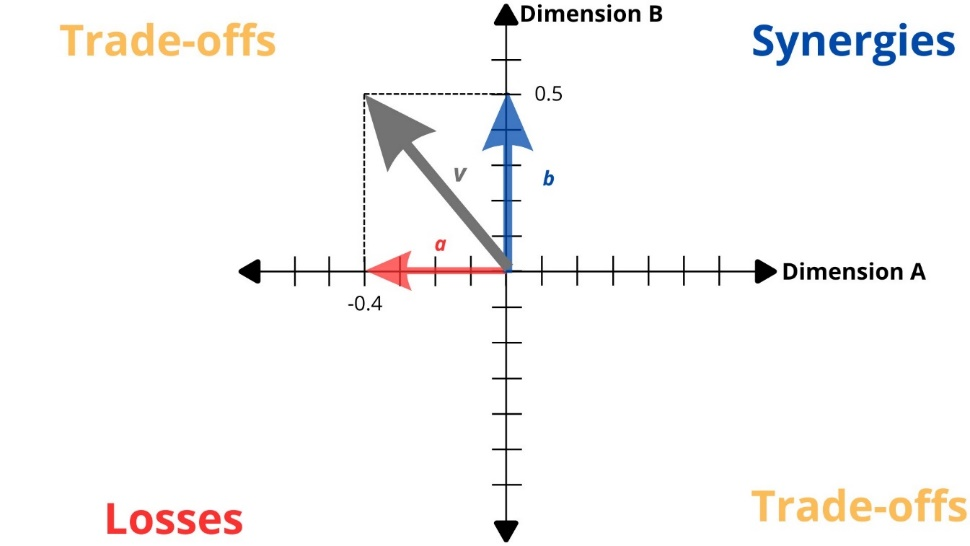 Dimension B
Trade-offs
Synergies
0.5
v
b
a
Dimension A
-0.4
Losses
Trade-offs